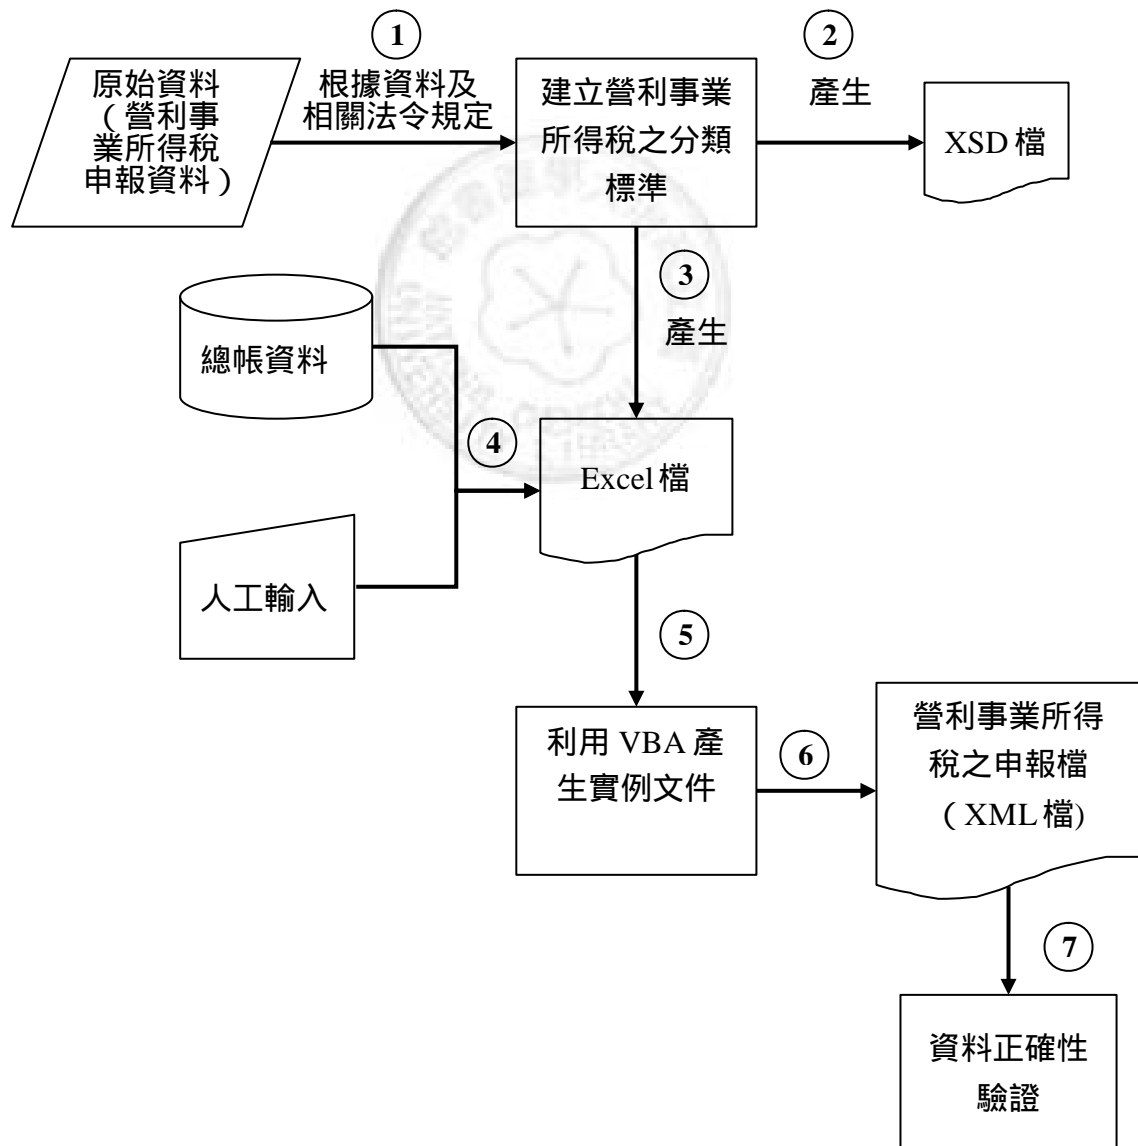 1
2
原始資料
（營利事
業所得稅
申報資料）
根據資料及
相關法令規定
建立營利事業
所得稅之分類
標準
產生
XSD 檔
3
產生
總帳資料
4
Excel 檔
人工輸入
5
利用 VBA 產
生實例文件
6
營利事業所得
稅之申報檔
（XML 檔)
7
資料正確性
驗證